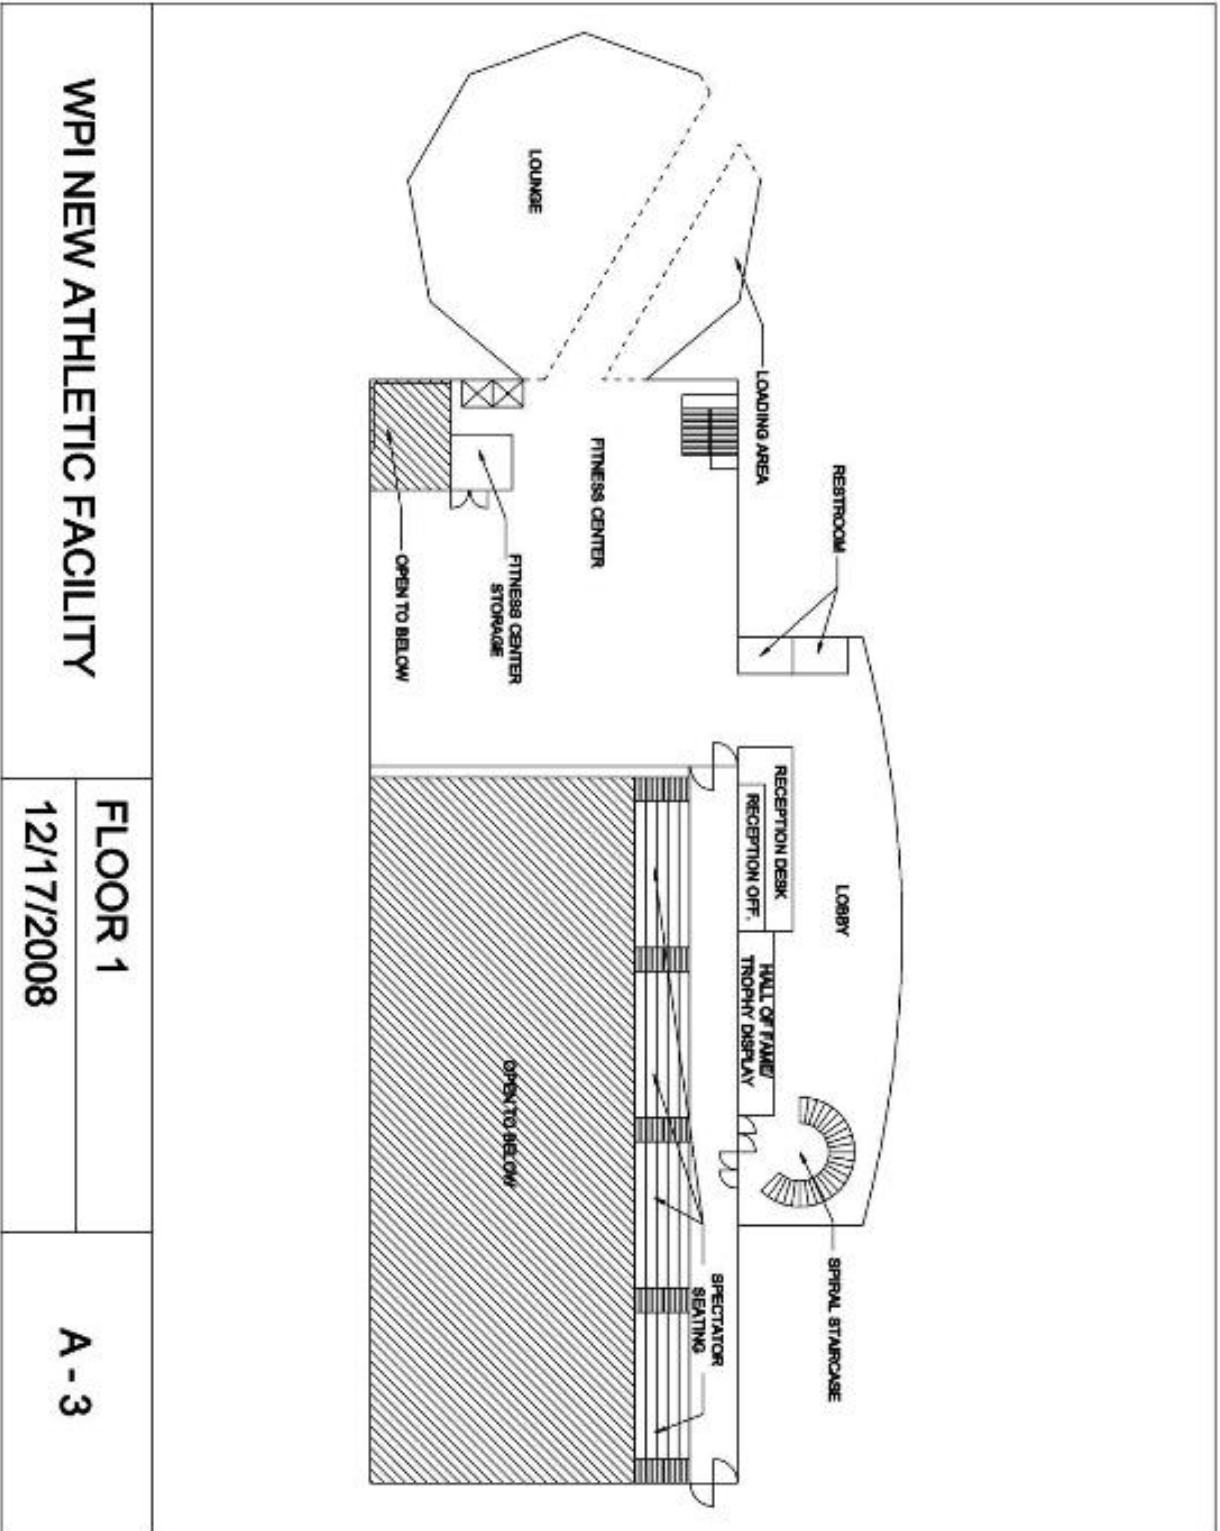 LOUNGE
LOADING AREA
RESTROOM
FITNESS CENTER
FITNESS CENTER
STORAGE
OPEN TO BELOW
RECEPTION DESK
RECEPTION OFF.
LOBBY
HALL OF FAME/
TROPHY DISPLAY
SPIRAL STAIRCASE
SPECTATOR
SEATING
OPEN TO BELOW
WPI NEW ATHLETIC FACILITY
FLOOR 1
12/17/2008
A - 3